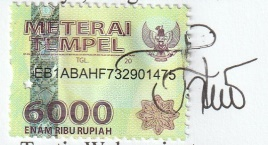 METERAI
TEMPEL
TGL. 20
EB1ABAHF732901475
6000
ENAM RIBU RUPIAH